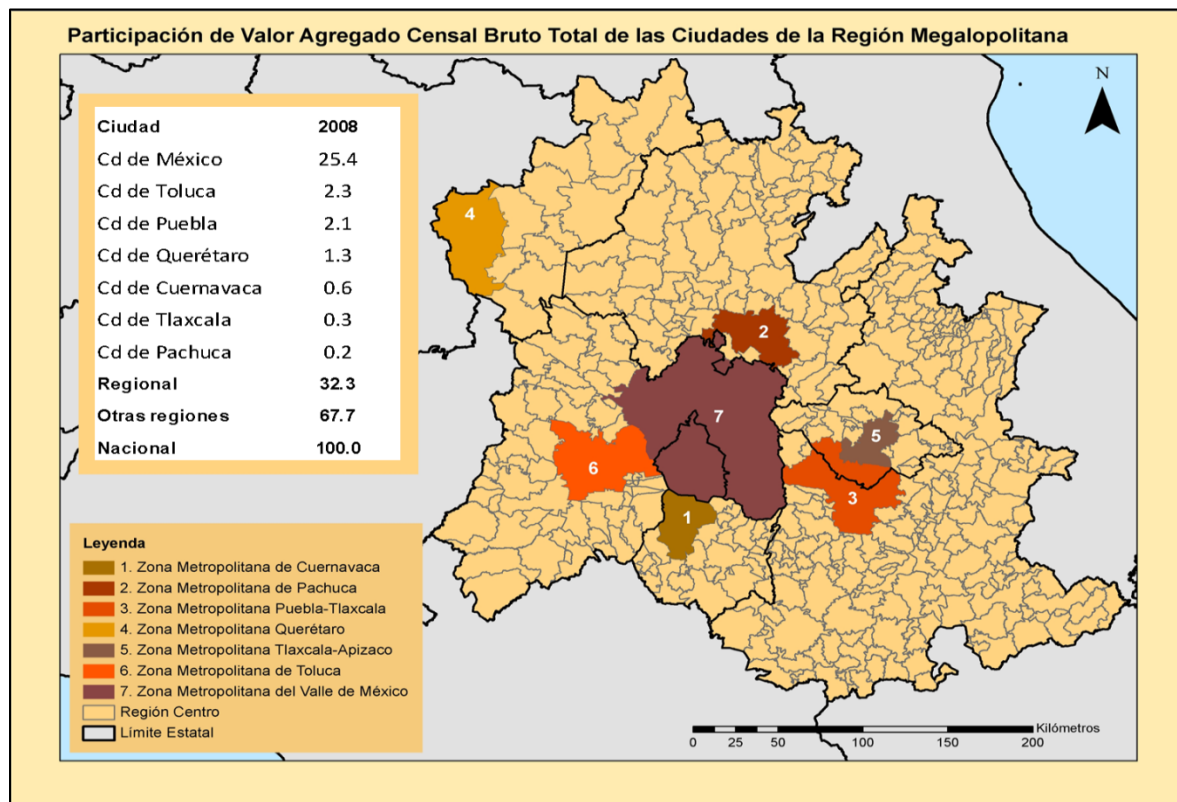 Participación de Valor Agregado Censal Bruto Total de las Ciudades de la Región Megalopolitana
N
Ciudad 2008
Cd de México 25.4
Cd de Toluca 2.3
Cd de Puebla 2.1
Cd de Querétaro 1.3
Cd de Cuernavaca 0.6
Cd de Tlaxcala 0.3
Cd de Pachuca 0.2
Regional 32.3
Otras regiones 67.7
Nacional 100.0
4
2
7
5
6
3
1
Leyenda
1. Zona Metropolitana de Cuernavaca
2. Zona Metropolitana de Pachuca
3. Zona Metropolitana Puebla-Tlaxcala
4. Zona Metropolitana Querétaro
5. Zona Metropolitana Tlaxcala-Apizaco
6. Zona Metropolitana de Toluca
7. Zona Metropolitana del Valle de México
Región Centro
Límite Estatal
Kilómetros
0 25 50 100 150 200